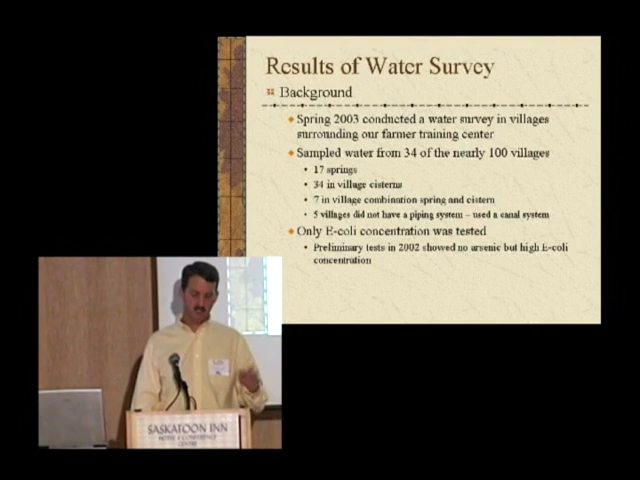 Results of Water Survey
Background
Spring 2003 conducted a water survey in villages
surrounding our farmer training center
Sampled water from 34 of the nearly 100 villages
17 springs
34 in village cisterns
7 in village combination spring and cistern
5 villages did not have a piping system – used a canal system
Only E-coli concentration was tested
Preliminary tests in 2002 showed no arsenic but high E-coli
concentration
SASKATOON INN
HOTEL & CONFERENCE
CENTRE